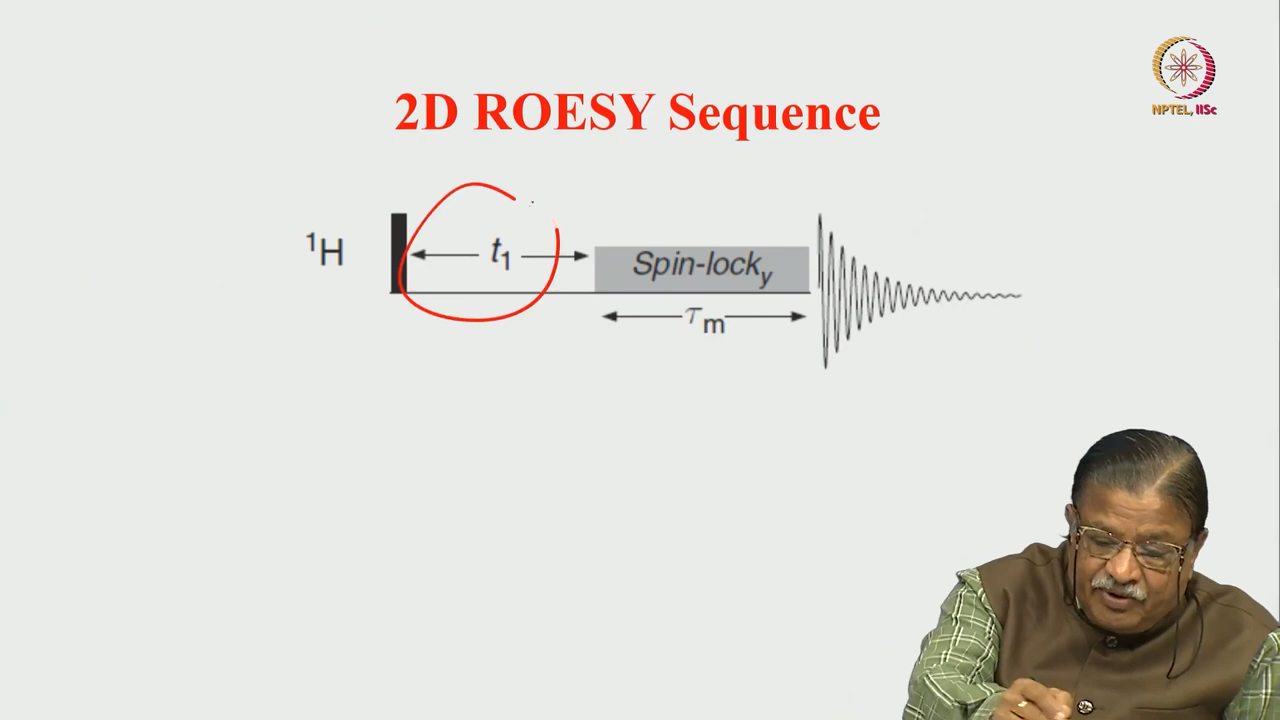 NPTEL, IISc
2D ROESY Sequence
¹H
t₁
Spin-lock_y
τ_m